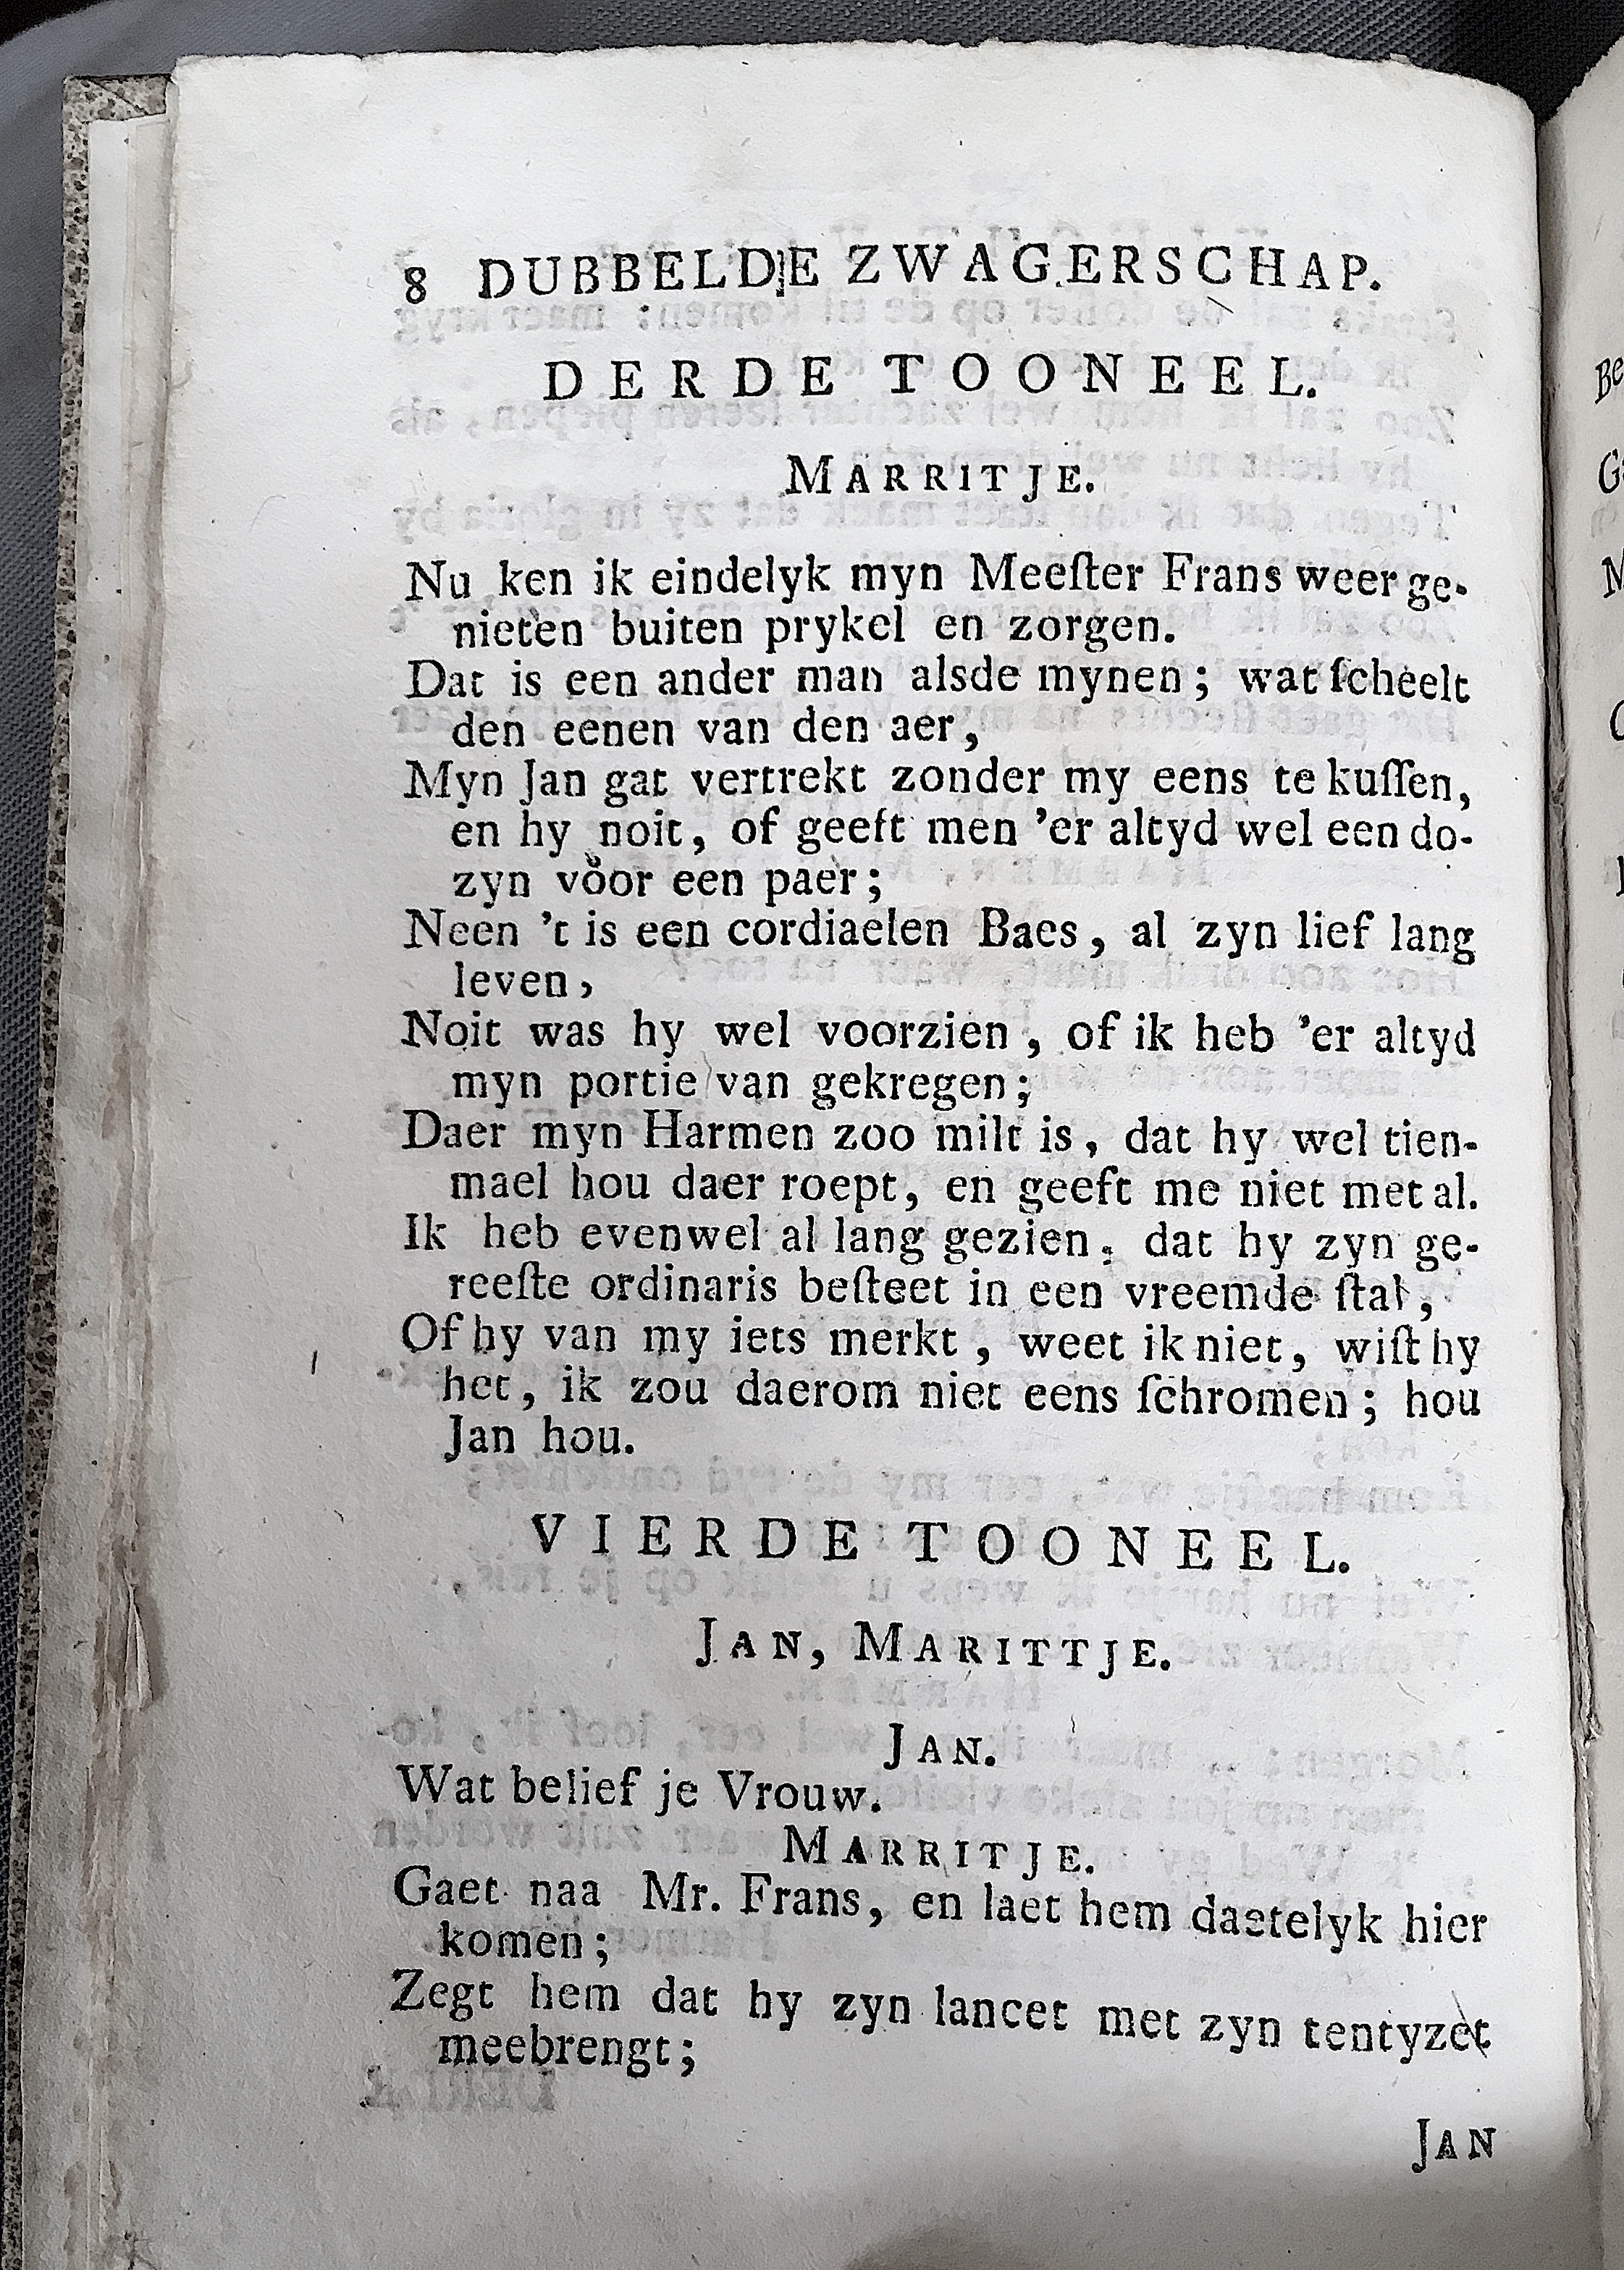 8 DUBBELDE ZWAGERSCHAP.
DERDE TOONEEL.
MARRITJE.
Nu ken ik eindelyk myn Meeſter Frans weer ge-
nieten buiten prykel en zorgen.
Dat is een ander man alsde mynen; wat ſcheelt
den eenen van den aer,
Myn Jan gat vertrekt zonder my eens te kuſſen,
en hy noit, of geeft men 'er altyd wel een do-
zyn voor een paer;
Neen 't is een cordiaelen Baes, al zyn lief lang
leven,
Noit was hy wel voorzien, of ik heb 'er altyd
myn portie van gekregen;
Daer myn Harmen zoo milt is, dat hy wel tien-
mael hou daer roept, en geeft me niet met al.
Ik heb evenwel al lang gezien, dat hy zyn ge-
reeſte ordinaris beſteet in een vreemde ſtal,
Of hy van my iets merkt, weet ik niet, wiſt hy
het, ik zou daerom niet eens ſchromen; hou
Jan hou.
VIERDE TOONEEL.
JAN, MARITTJE.
JAN.
Wat belief je Vrouw.
MARRITJE.
Gaet naa Mr. Frans, en laet hem daetelyk hier
komen;
Zegt hem dat hy zyn lancet met zyn tentyzet
meebrengt;
JAN